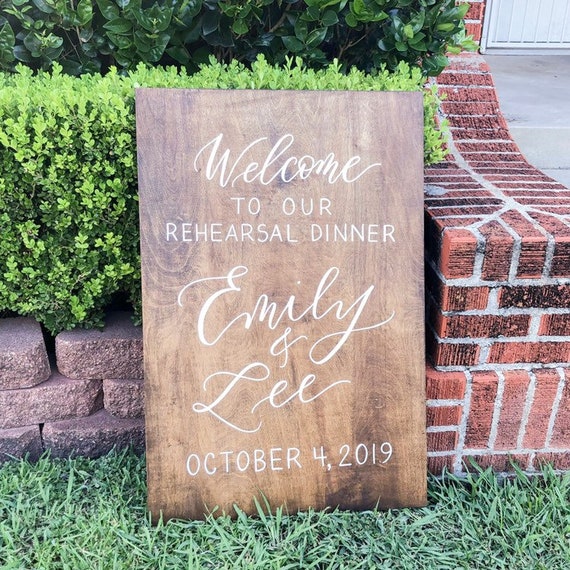 Welcome
TO OUR
REHEARSAL DINNER
Emily
&
Lee
OCTOBER 4, 2019